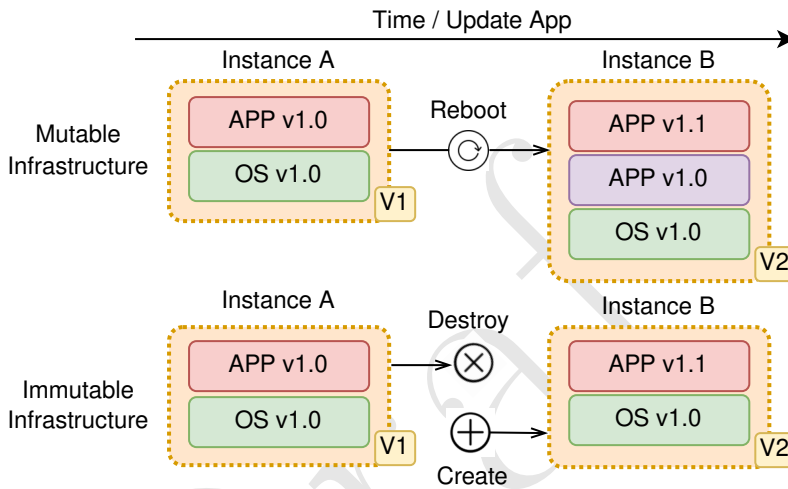 Time / Update App
Instance A
Instance B
Mutable
Infrastructure
APP v1.0
OS v1.0
V1
Reboot
APP v1.1
APP v1.0
OS v1.0
V2
Instance A
Instance B
Immutable
Infrastructure
APP v1.0
OS v1.0
V1
Destroy
Create
APP v1.1
OS v1.0
V2